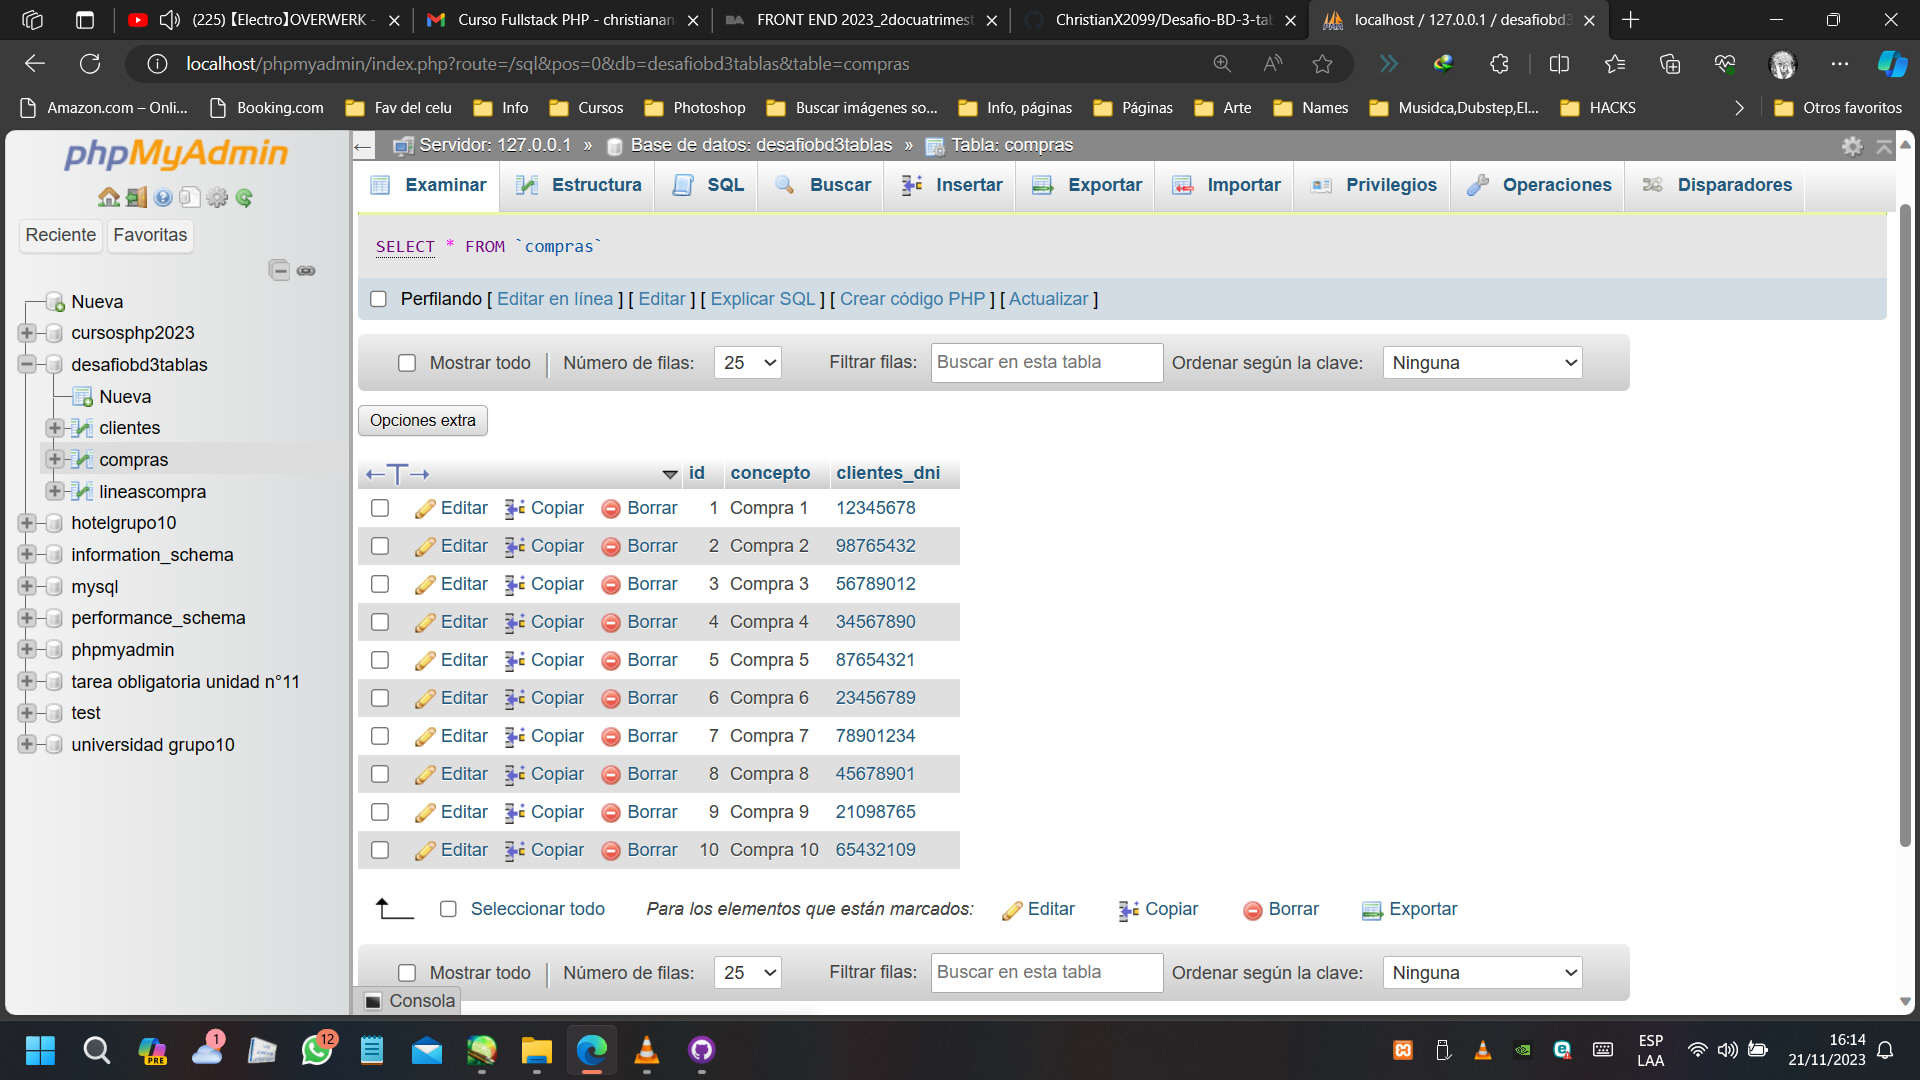 (225) 【Electro】OVERWERK -
Curso Fullstack PHP - christianan
FRONT END 2023_2docuatrimest
ChristianX2099/Desafio-BD-3-tab
localhost / 127.0.0.1 / desafiobd3
localhost/phpmyadmin/index.php?route=/sql&pos=0&db=desafiobd3tablas&table=compras
Amazon.com – Onli...
Booking.com
Fav del celu
Info
Cursos
Photoshop
Buscar imágenes so...
Info, páginas
Páginas
Arte
Names
Musidca,Dubstep,El...
HACKS
Otros favoritos
phpMyAdmin
Reciente
Favoritas
Nueva
cursosphp2023
desafiobd3tablas
Nueva
clientes
compras
lineascompra
hotelgrupo10
information_schema
mysql
performance_schema
phpmyadmin
tarea obligatoria unidad n°11
test
universidad grupo10
Servidor: 127.0.0.1 » Base de datos: desafiobd3tablas » Tabla: compras
Examinar
Estructura
SQL
Buscar
Insertar
Exportar
Importar
Privilegios
Operaciones
Disparadores
SELECT * FROM `compras`
Perfilando [ Editar en línea ] [ Editar ] [ Explicar SQL ] [ Crear código PHP ] [ Actualizar ]
Mostrar todo | Número de filas: 25 Filtrar filas: Buscar en esta tabla Ordenar según la clave: Ninguna
Opciones extra
id concepto clientes_dni
Editar Copiar Borrar 1 Compra 1 12345678
Editar Copiar Borrar 2 Compra 2 98765432
Editar Copiar Borrar 3 Compra 3 56789012
Editar Copiar Borrar 4 Compra 4 34567890
Editar Copiar Borrar 5 Compra 5 87654321
Editar Copiar Borrar 6 Compra 6 23456789
Editar Copiar Borrar 7 Compra 7 78901234
Editar Copiar Borrar 8 Compra 8 45678901
Editar Copiar Borrar 9 Compra 9 21098765
Editar Copiar Borrar 10 Compra 10 65432109
Seleccionar todo Para los elementos que están marcados: Editar Copiar Borrar Exportar
Mostrar todo | Número de filas: 25 Filtrar filas: Buscar en esta tabla Ordenar según la clave: Ninguna
Consola
PRE
1
12
ESP
LAA
16:14
21/11/2023